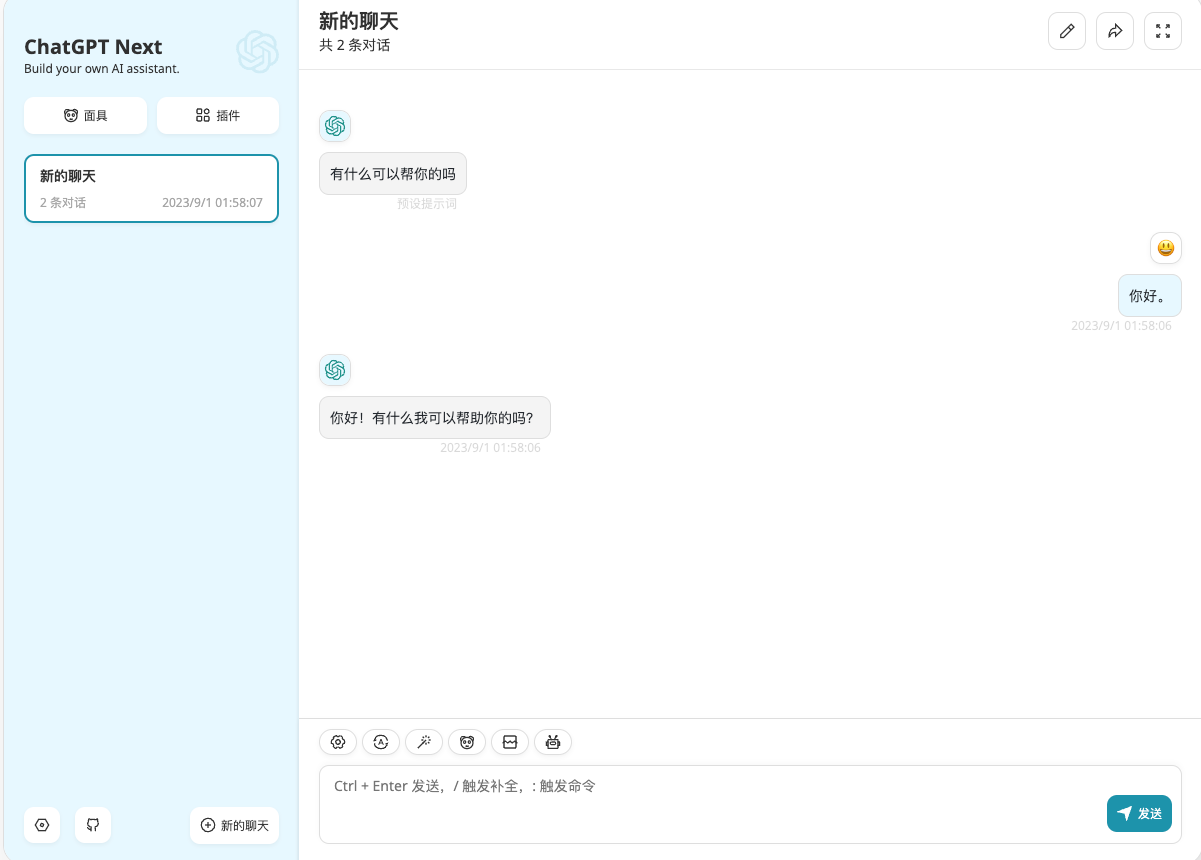 ChatGPT Next
Build your own AI assistant.
面具
插件
新的聊天
2 条对话
2023/9/1 01:58:07
新的聊天
新的聊天
共 2 条对话
有什么可以帮你的吗
预设提示词
你好。
2023/9/1 01:58:06
你好！有什么我可以帮助你的吗？
2023/9/1 01:58:06
A
Ctrl + Enter 发送，/ 触发补全，: 触发命令
发送